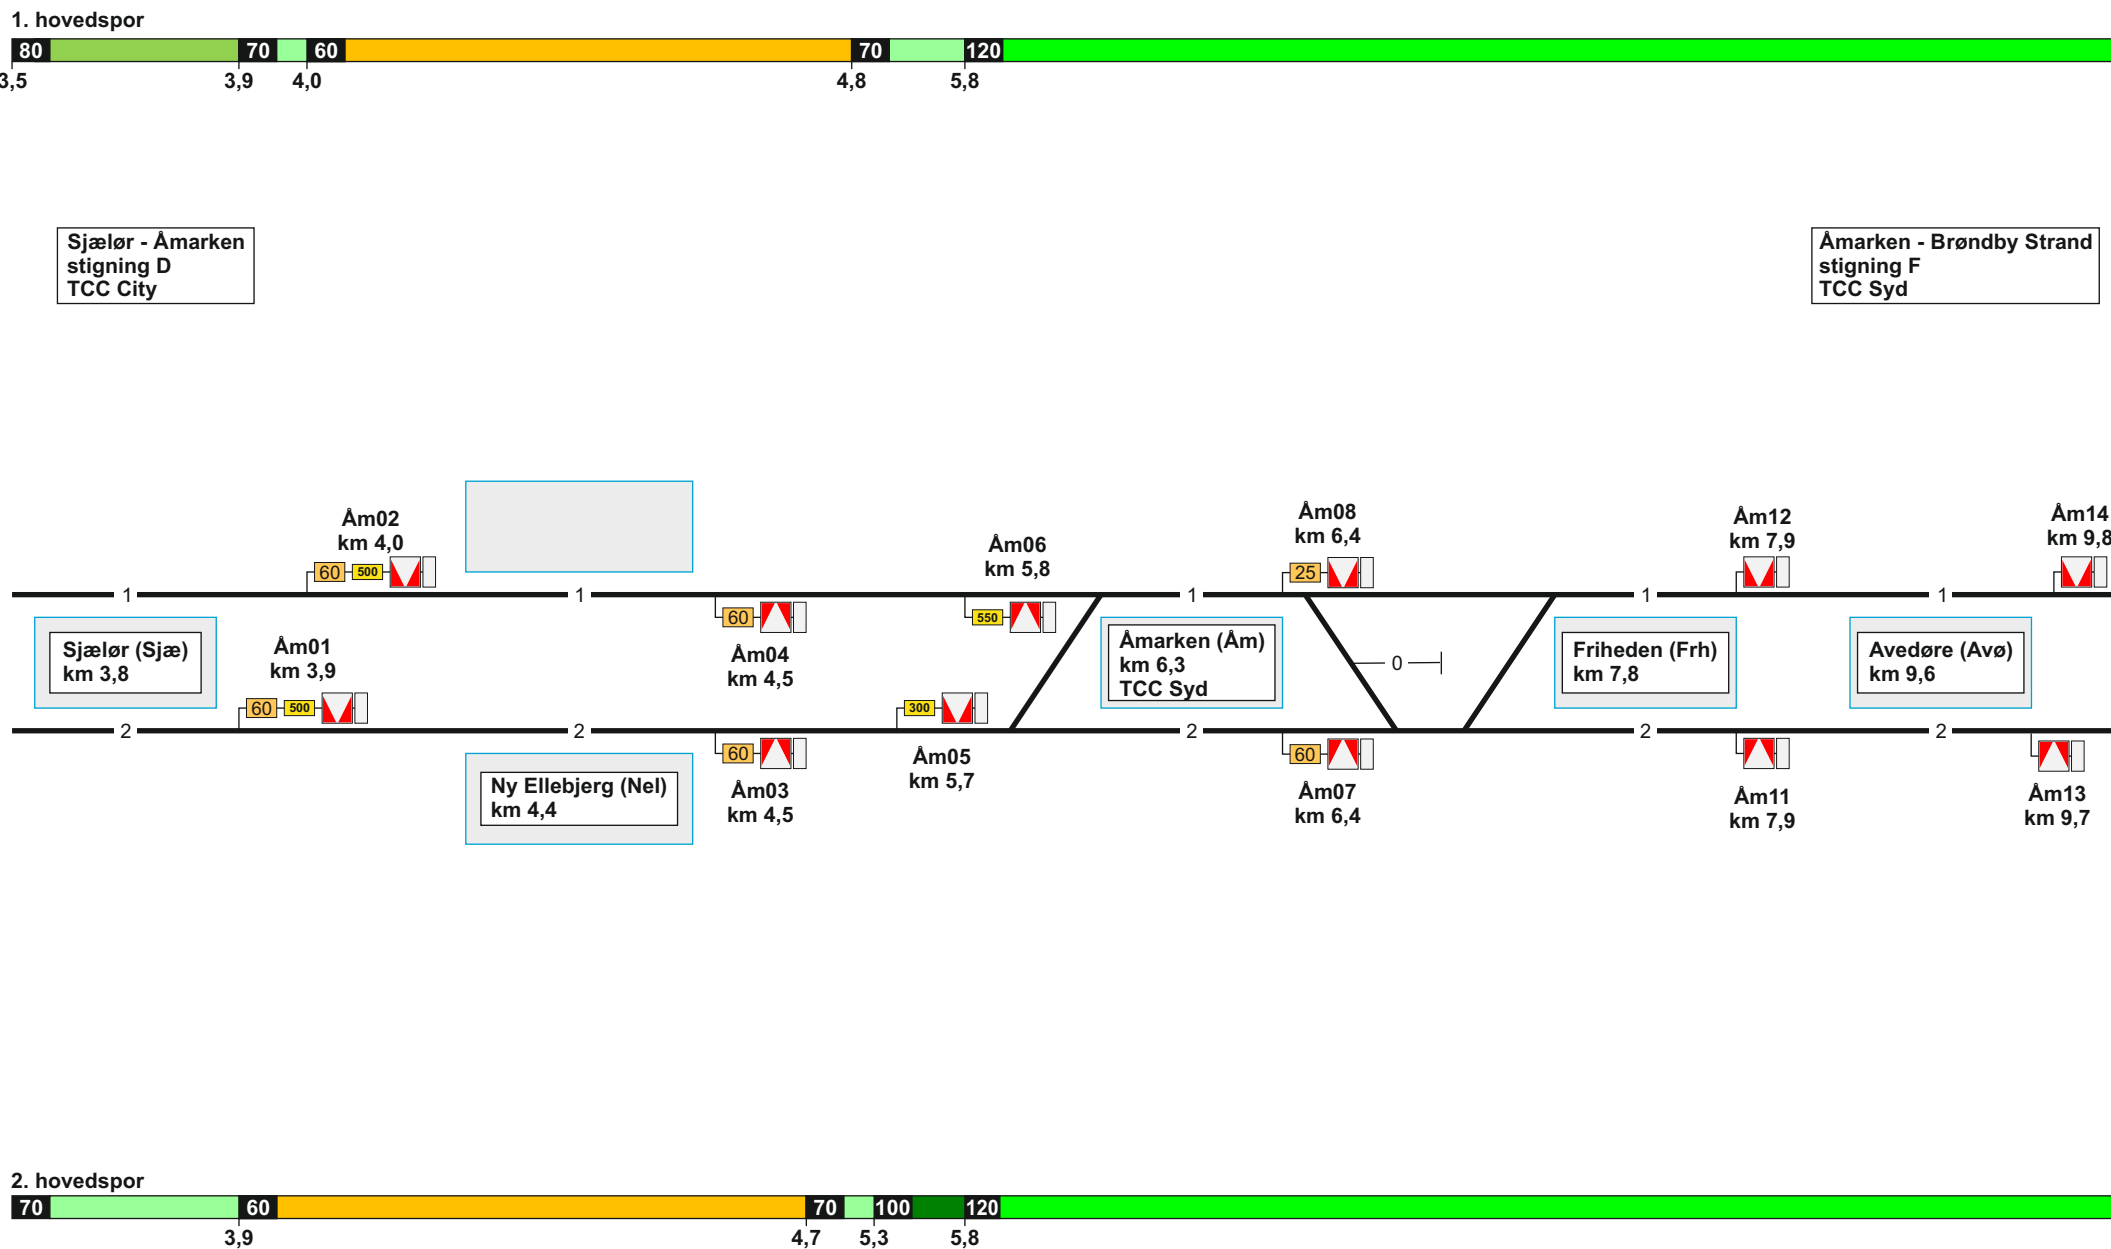 1. hovedspor
80 70 60 70 120
3,5 3,9 4,0 4,8 5,8
Sjælør - Åmarken
stigning D
TCC City
Åmarken - Brøndby Strand
stigning F
TCC Syd
Åm02
km 4,0
60 500
Åm06
km 5,8
550
Åm08
km 6,4
25
Åm12
km 7,9
Åm14
km 9,8
1 1 1 1 1
60
Åm04
km 4,5
Sjælør (Sjæ)
km 3,8
Åm01
km 3,9
60 500
Åmarken (Åm)
km 6,3
TCC Syd
0
Friheden (Frh)
km 7,8
Avedøre (Avø)
km 9,6
300
2 2 2 2 2
Ny Ellebjerg (Nel)
km 4,4
60
Åm03
km 4,5
Åm05
km 5,7
60
Åm07
km 6,4
Åm11
km 7,9
Åm13
km 9,7
2. hovedspor
70 60 70 100 120
3,9 4,7 5,3 5,8